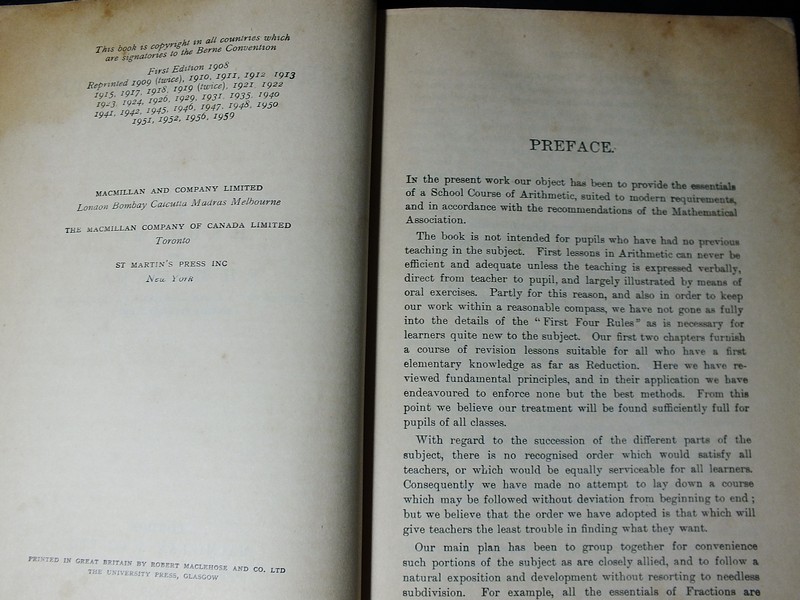 This book is copyright in all countries which
are signatories to the Berne Convention
First Edition 1908
Reprinted 1909 (twice), 1910, 1911, 1912 1913
1915, 1917, 1918, 1919 (twice), 1921, 1922
1923, 1924, 1926, 1929, 1931, 1935, 1940
1941, 1942, 1945, 1946, 1947, 1948, 1950
1951, 1952, 1956, 1959
MACMILLAN AND COMPANY LIMITED
London Bombay Calcutta Madras Melbourne
THE MACMILLAN COMPANY OF CANADA LIMITED
Toronto
ST MARTIN'S PRESS INC
New York
PRINTED IN GREAT BRITAIN BY ROBERT MACLEHOSE AND CO. LTD
THE UNIVERSITY PRESS, GLASGOW
PREFACE.
In the present work our object has been to provide the essentials
of a School Course of Arithmetic, suited to modern requirements,
and in accordance with the recommendations of the Mathematical
Association.
The book is not intended for pupils who have had no previous
teaching in the subject. First lessons in Arithmetic can never be
efficient and adequate unless the teaching is expressed verbally,
direct from teacher to pupil, and largely illustrated by means of
oral exercises. Partly for this reason, and also in order to keep
our work within a reasonable compass, we have not gone as fully
into the details of the "First Four Rules" as is necessary for
learners quite new to the subject. Our first two chapters furnish
a course of revision lessons suitable for all who have a first
elementary knowledge as far as Reduction. Here we have re-
viewed fundamental principles, and in their application we have
endeavoured to enforce none but the best methods. From this
point we believe our treatment will be found sufficiently full for
pupils of all classes.
With regard to the succession of the different parts of the
subject, there is no recognised order which would satisfy all
teachers, or which would be equally serviceable for all learners.
Consequently we have made no attempt to lay down a course
which may be followed without deviation from beginning to end;
but we believe that the order we have adopted is that which will
give teachers the least trouble in finding what they want.
Our main plan has been to group together for convenience
such portions of the subject as are closely allied, and to follow a
natural exposition and development without resorting to needless
subdivision. For example, all the essentials of Fractions are